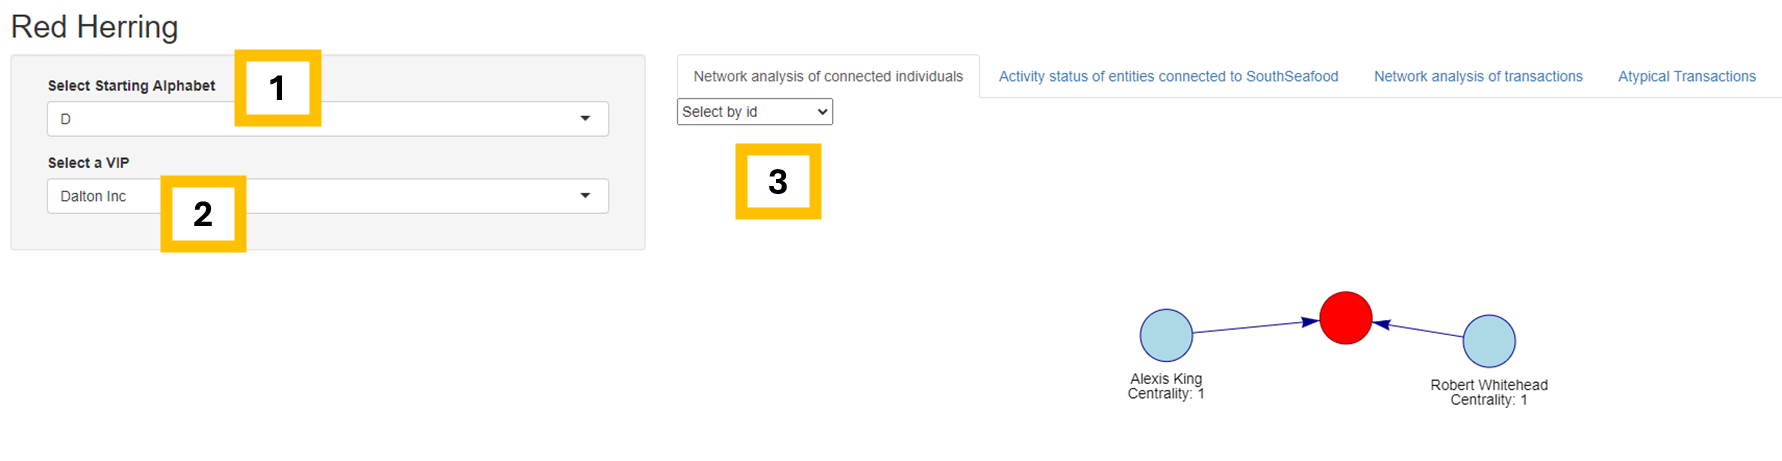 Red Herring
Select Starting Alphabet
1
D
Select a VIP
Dalton Inc
2
Network analysis of connected individuals
Activity status of entities connected to SouthSeafood
Network analysis of transactions
Atypical Transactions
Select by id
3
Alexis King
Centrality: 1
Robert Whitehead
Centrality: 1